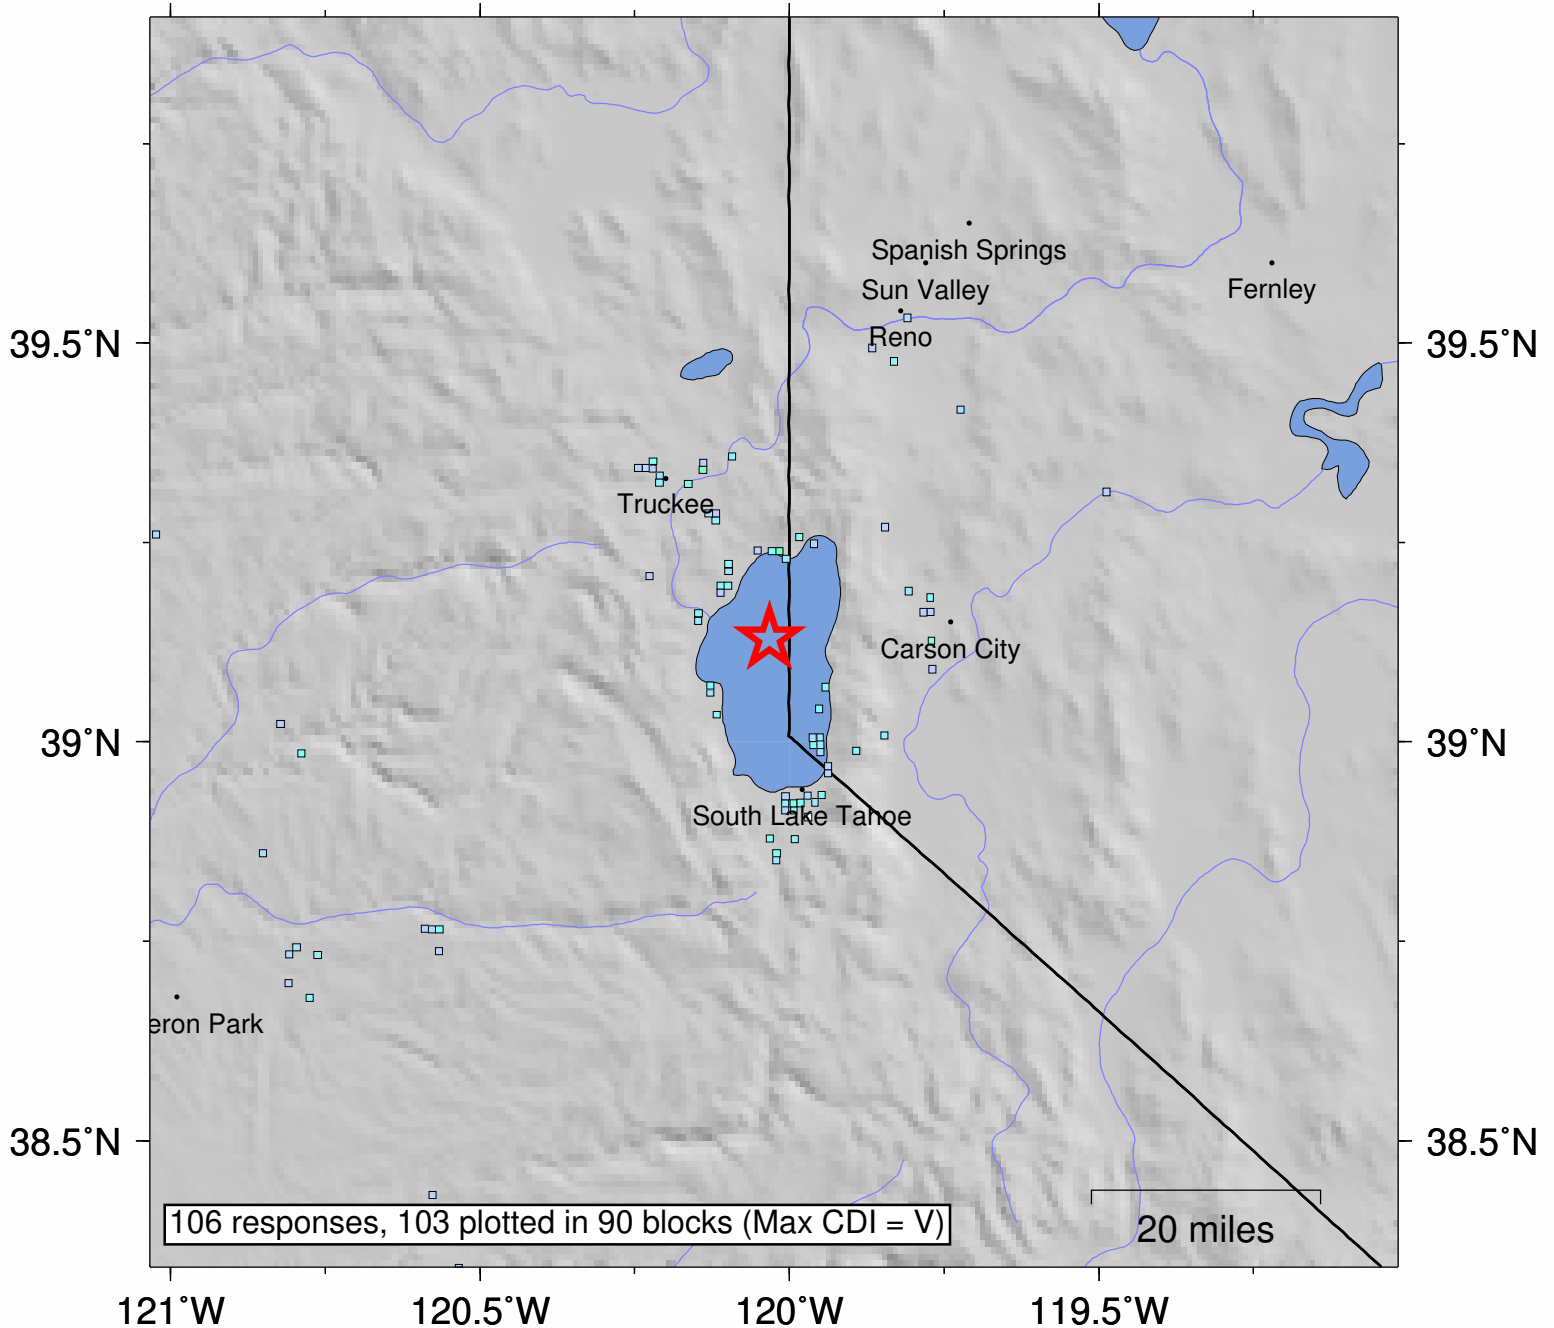 Spanish Springs
Sun Valley
Fernley
39.5°N
Reno
39.5°N
Truckee
Carson City
39°N
39°N
South Lake Tahoe
eron Park
38.5°N
38.5°N
106 responses, 103 plotted in 90 blocks (Max CDI = V)
20 miles
121°W
120.5°W
120°W
119.5°W